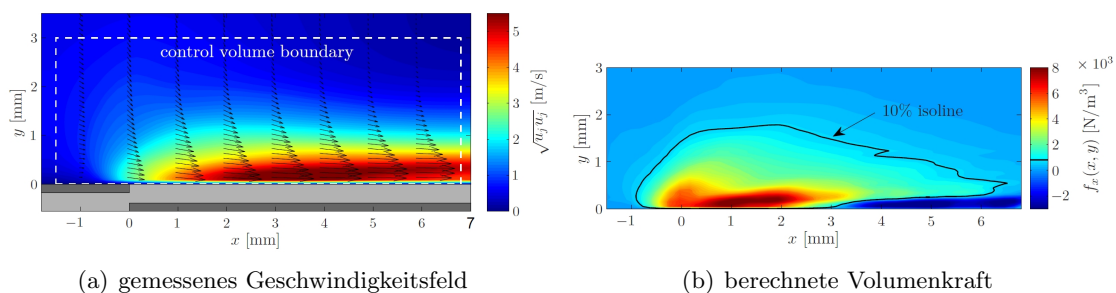 3
2
1
0
y [mm]
control volume boundary
−1 0 1 2 3 4 5 6 7
x [mm]
5
4
3
2
1
0
√u_j u_j [m/s]
(a) gemessenes Geschwindigkeitsfeld
3
2
1
0
y [mm]
10% isoline
−1 0 1 2 3 4 5 6
x [mm]
× 10³
8
6
4
2
0
−2
f_x(x, y) [N/m³]
(b) berechnete Volumenkraft